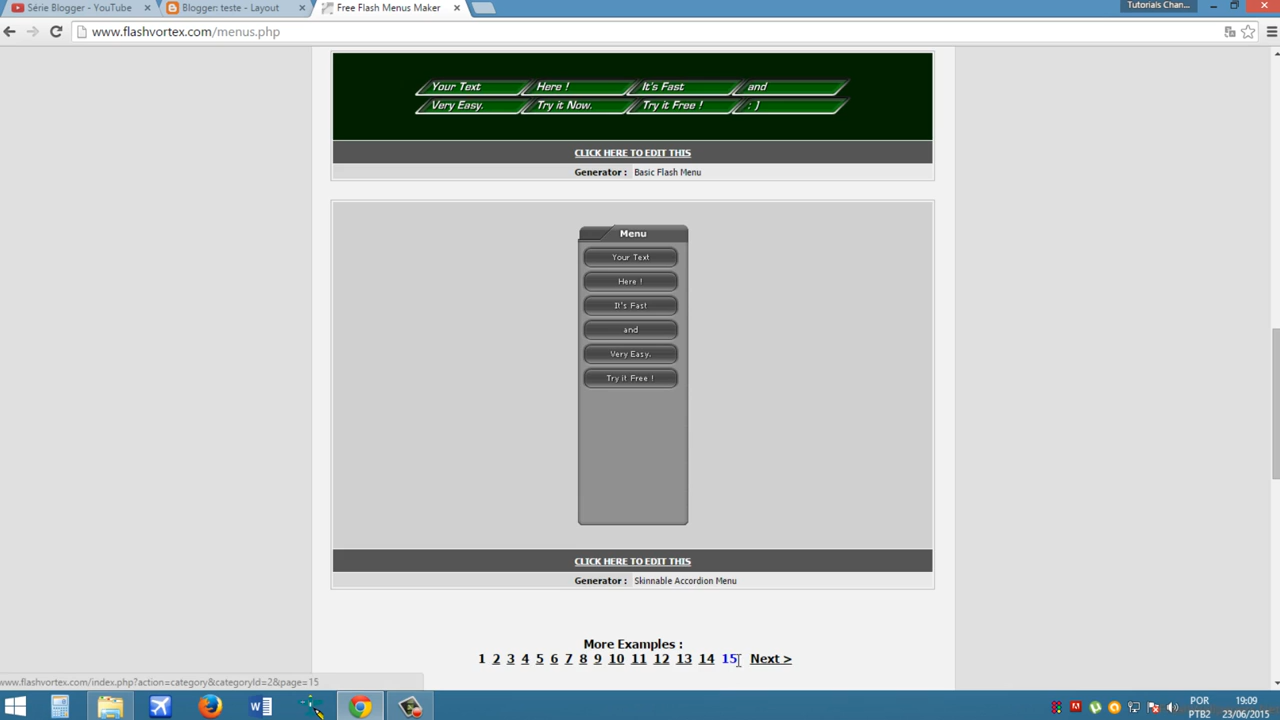 Série Blogger - YouTube
Blogger: teste - Layout
Free Flash Menus Maker
Tutorials Chan...
www.flashvortex.com/menus.php
Your Text Here ! It's Fast and
Very Easy. Try it Now. Try it Free ! : )
CLICK HERE TO EDIT THIS
Generator : Basic Flash Menu
Menu
Your Text
Here !
It's Fast
and
Very Easy.
Try it Free !
CLICK HERE TO EDIT THIS
Generator : Skinnable Accordion Menu
More Examples :
1 2 3 4 5 6 7 8 9 10 11 12 13 14 15 Next >
www.flashvortex.com/index.php?action=category&categoryId=2&page=15
POR 19:09
PTB2 23/06/2015